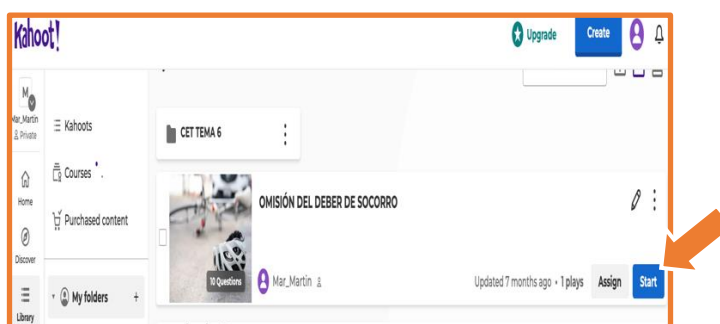 Kahoot!
Upgrade
Create
M
Mar_Martin
Private
Home
Discover
Library
Kahoots
Courses
Purchased content
My folders
CET TEMA 6
OMISIÓN DEL DEBER DE SOCORRO
10 Questions
Mar_Martin
Updated 7 months ago • 1 plays
Assign
Start